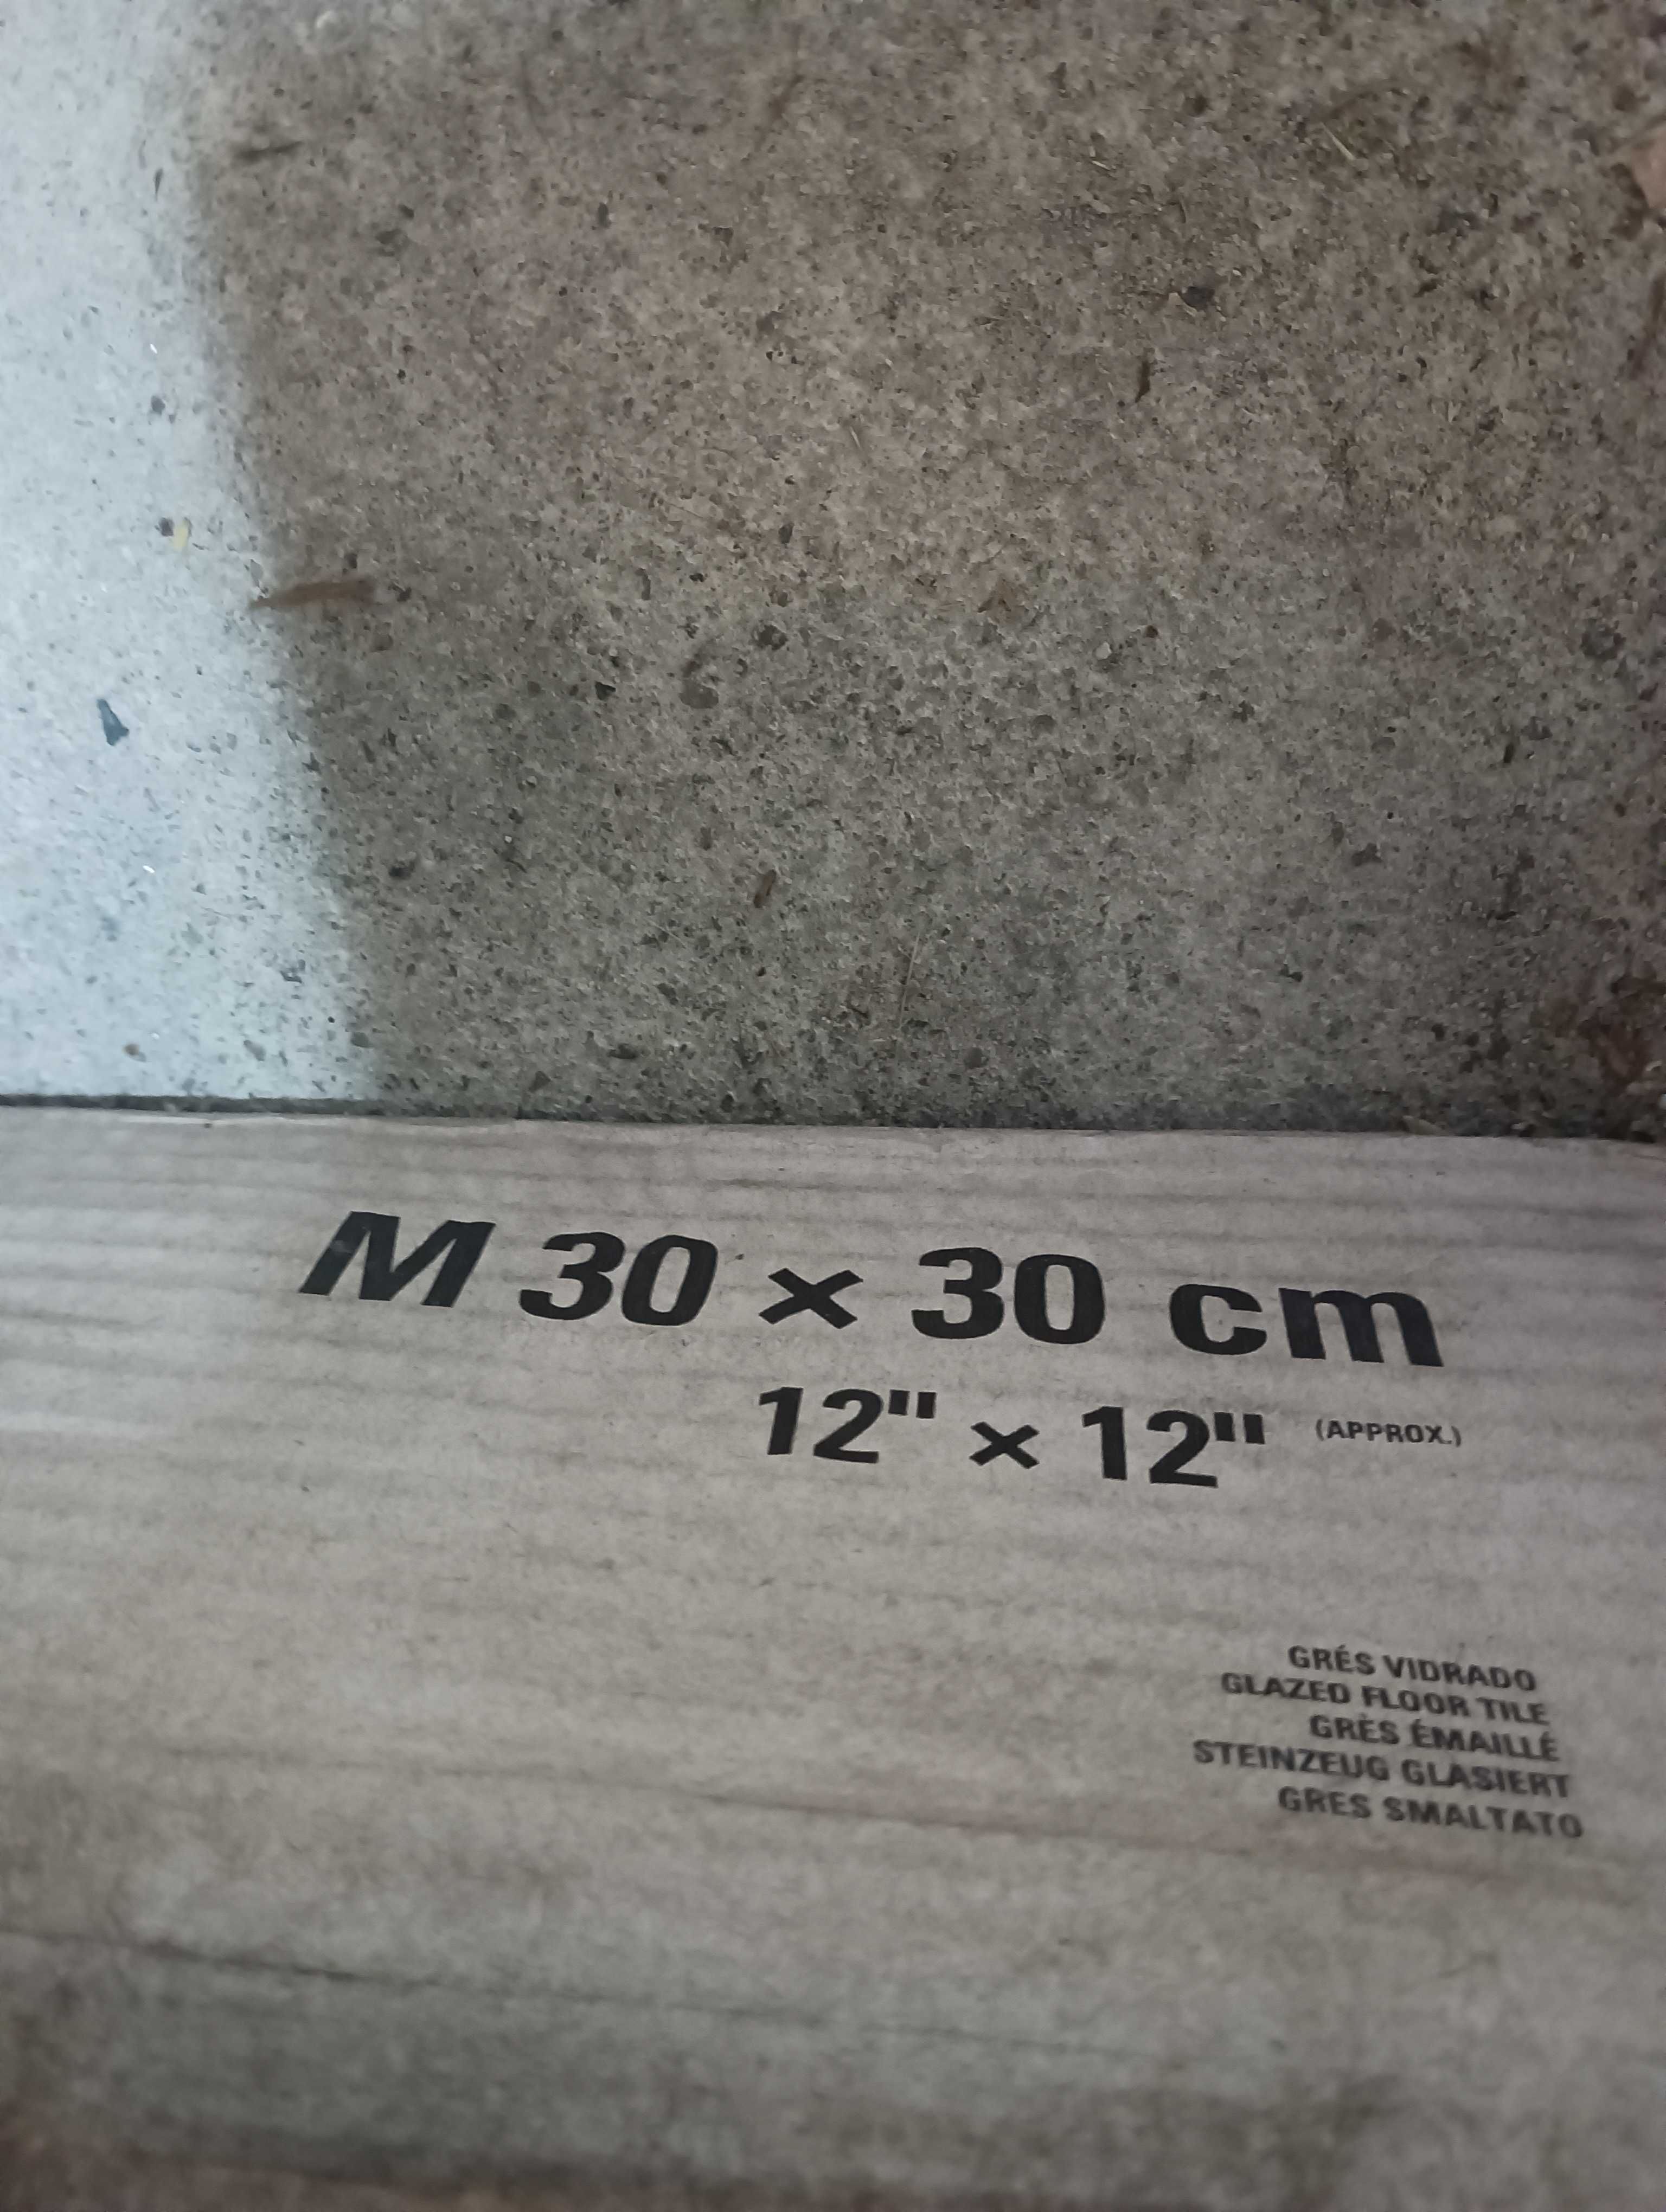 M 30 × 30 cm
12" × 12" (APPROX.)
GRÉS VIDRADO
GLAZED FLOOR TILE
GRÈS ÉMAILLÉ
STEINZEUG GLASIERT
GRES SMALTATO